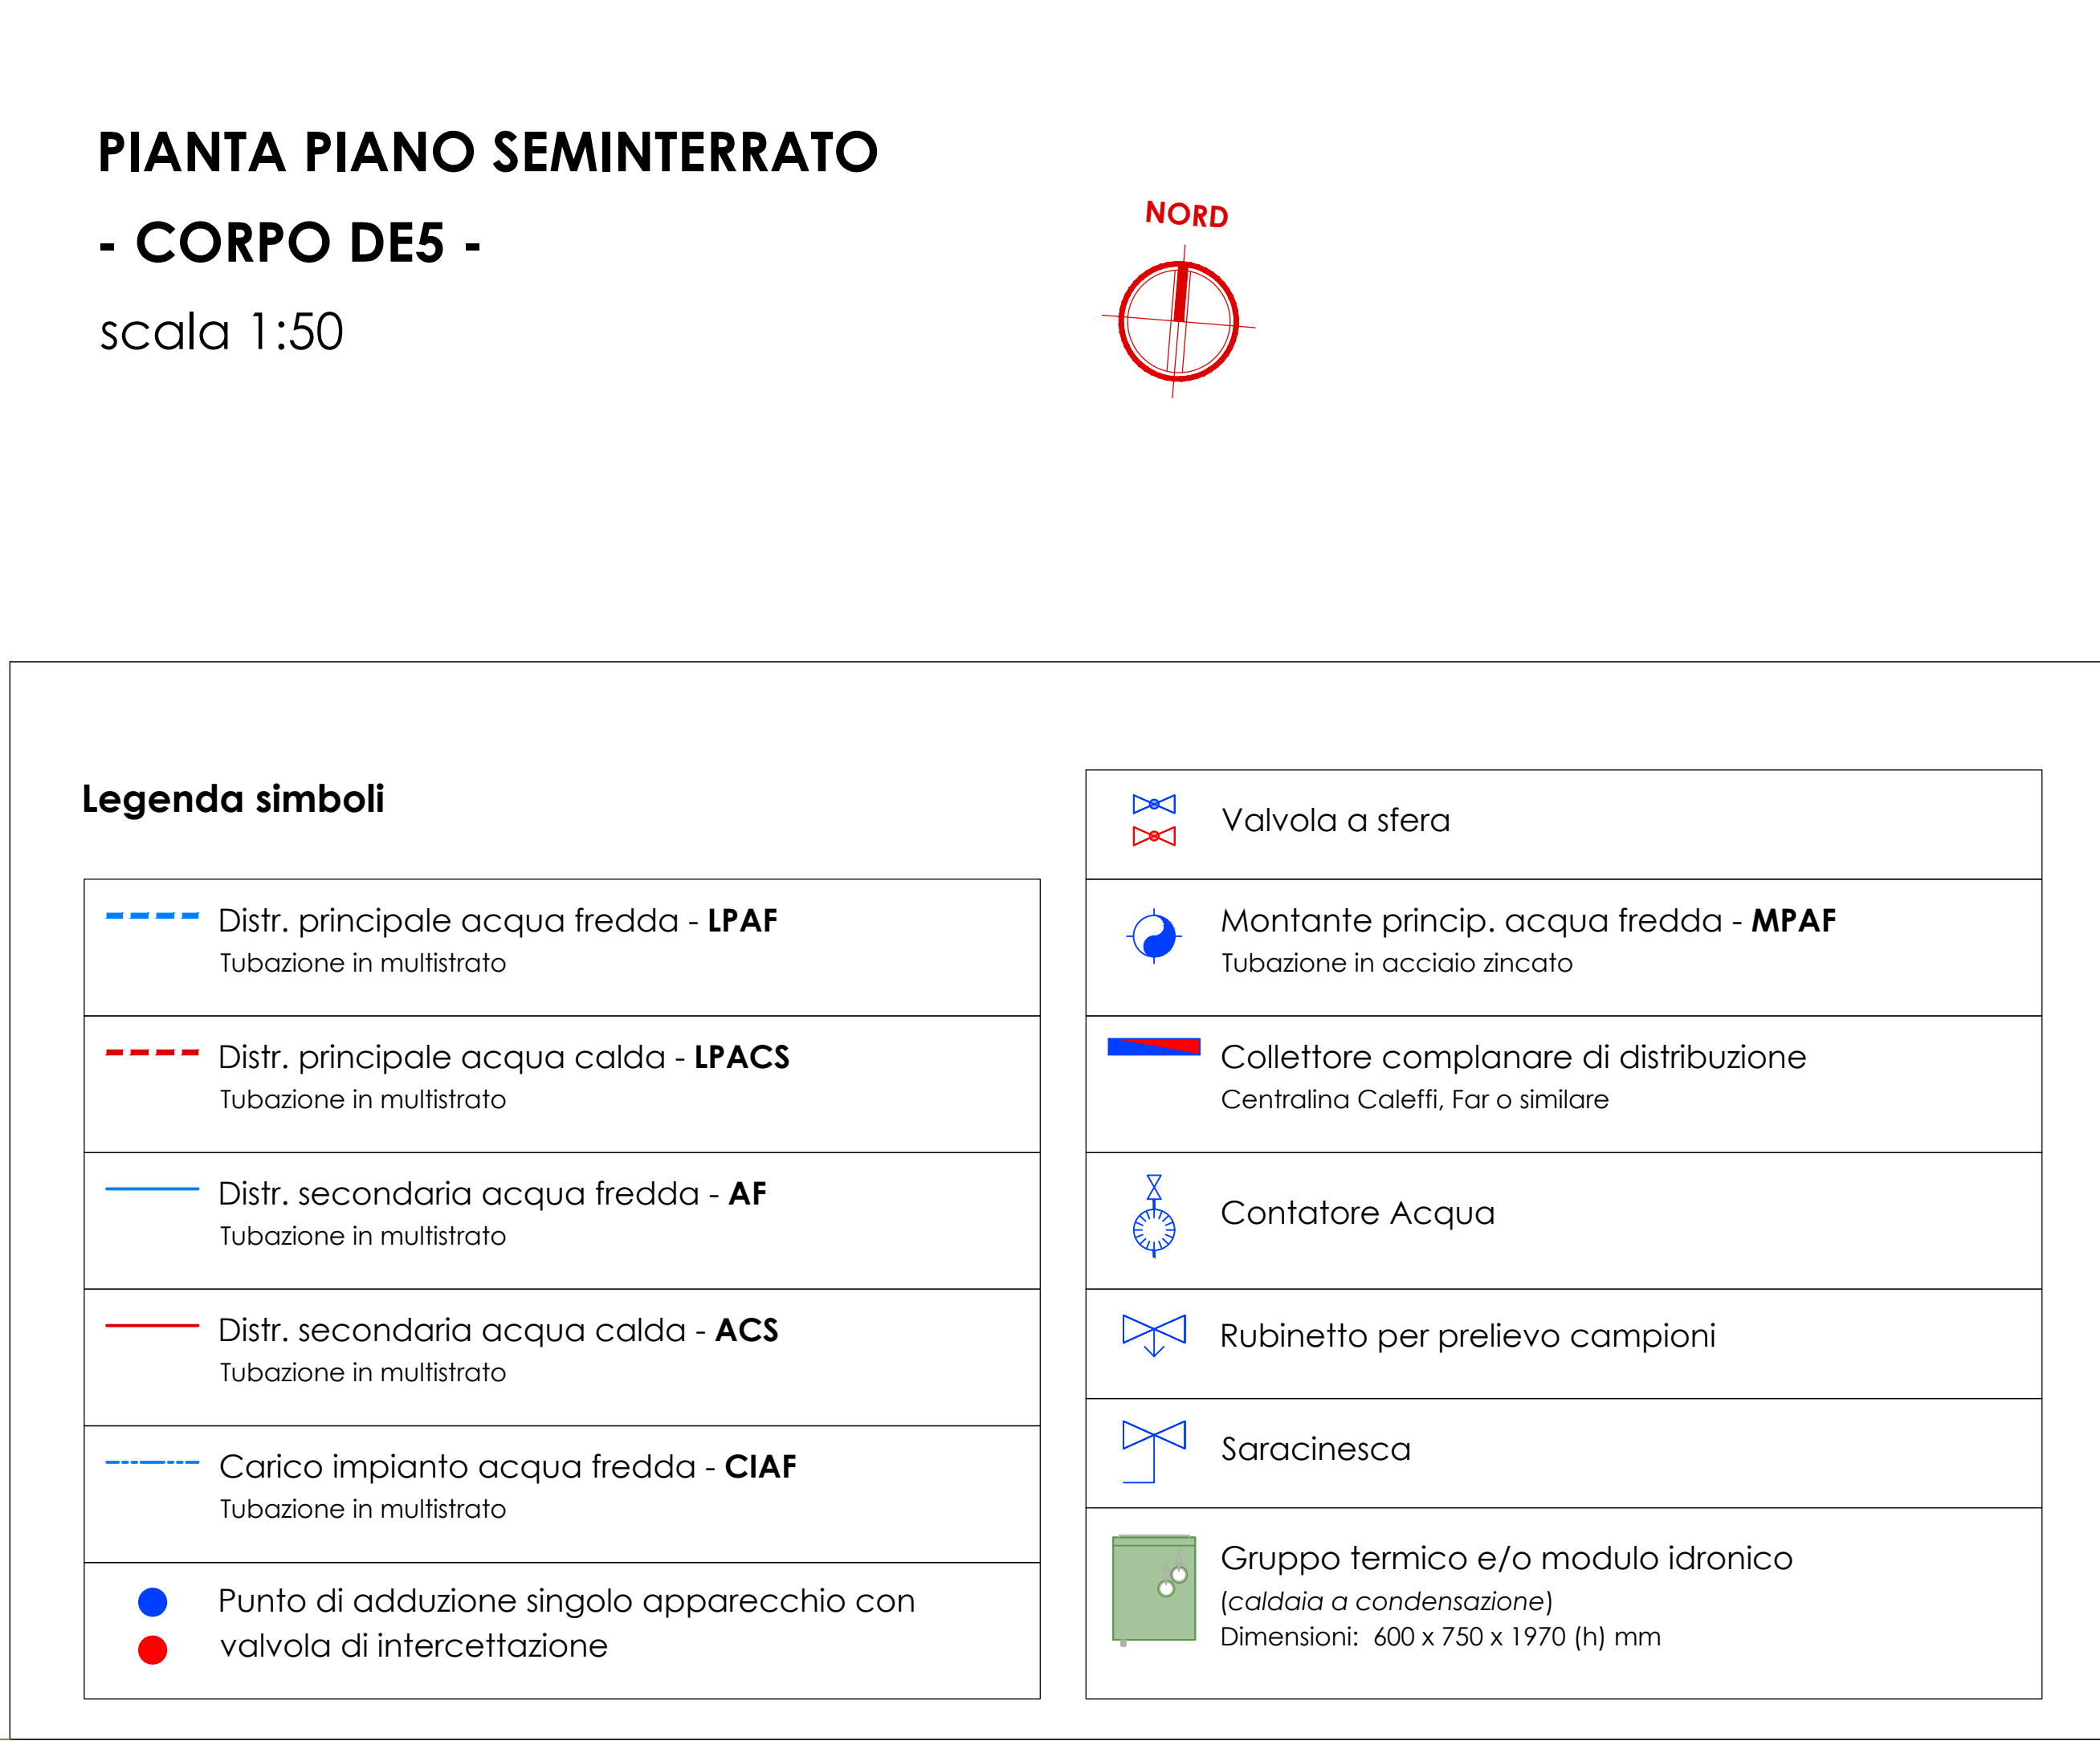 PIANTA PIANO SEMINTERRATO
- CORPO DE5 -
scala 1:50
NORD
Legenda simboli
Distr. principale acqua fredda - LPAF
Tubazione in multistrato
Distr. principale acqua calda - LPACS
Tubazione in multistrato
Distr. secondaria acqua fredda - AF
Tubazione in multistrato
Distr. secondaria acqua calda - ACS
Tubazione in multistrato
Carico impianto acqua fredda - CIAF
Tubazione in multistrato
Punto di adduzione singolo apparecchio con
valvola di intercettazione
Valvola a sfera
Montante princip. acqua fredda - MPAF
Tubazione in acciaio zincato
Collettore complanare di distribuzione
Centralina Caleffi, Far o similare
Contatore Acqua
Rubinetto per prelievo campioni
Saracinesca
Gruppo termico e/o modulo idronico
(caldaia a condensazione)
Dimensioni: 600 x 750 x 1970 (h) mm